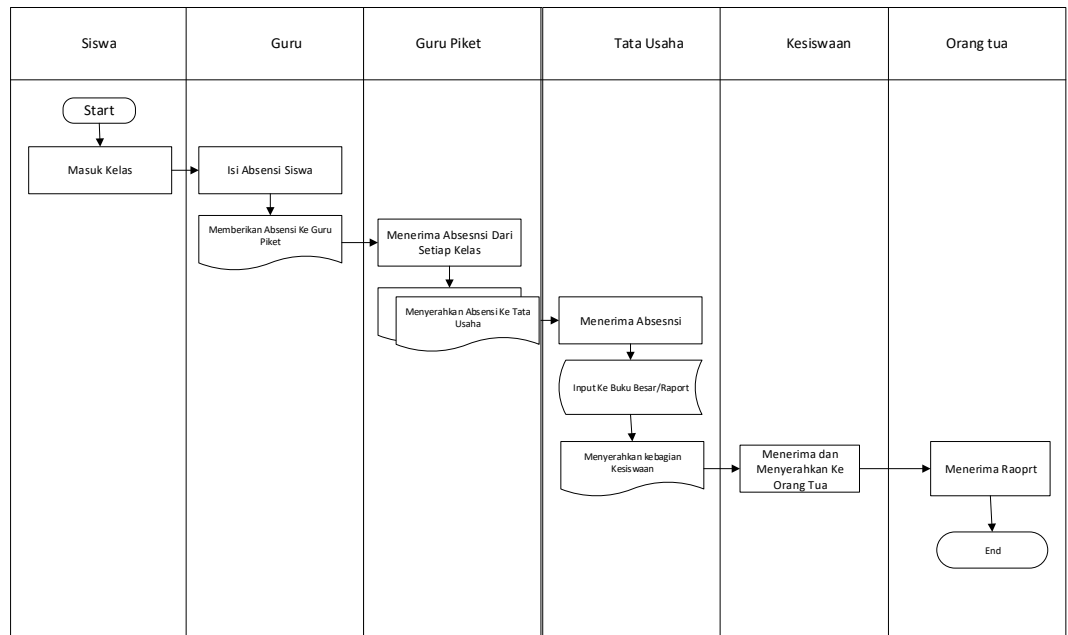 Siswa
Guru
Guru Piket
Tata Usaha
Kesiswaan
Orang tua
Start
Masuk Kelas
Isi Absensi Siswa
Memberikan Absensi Ke Guru
Piket
Menerima Absesnsi Dari
Setiap Kelas
Menyerahkan Absensi Ke Tata
Usaha
Menerima Absesnsi
Input Ke Buku Besar/Raport
Menyerahkan kebagian
Kesiswaan
Menerima dan
Menyerahkan Ke
Orang Tua
Menerima Raoprt
End